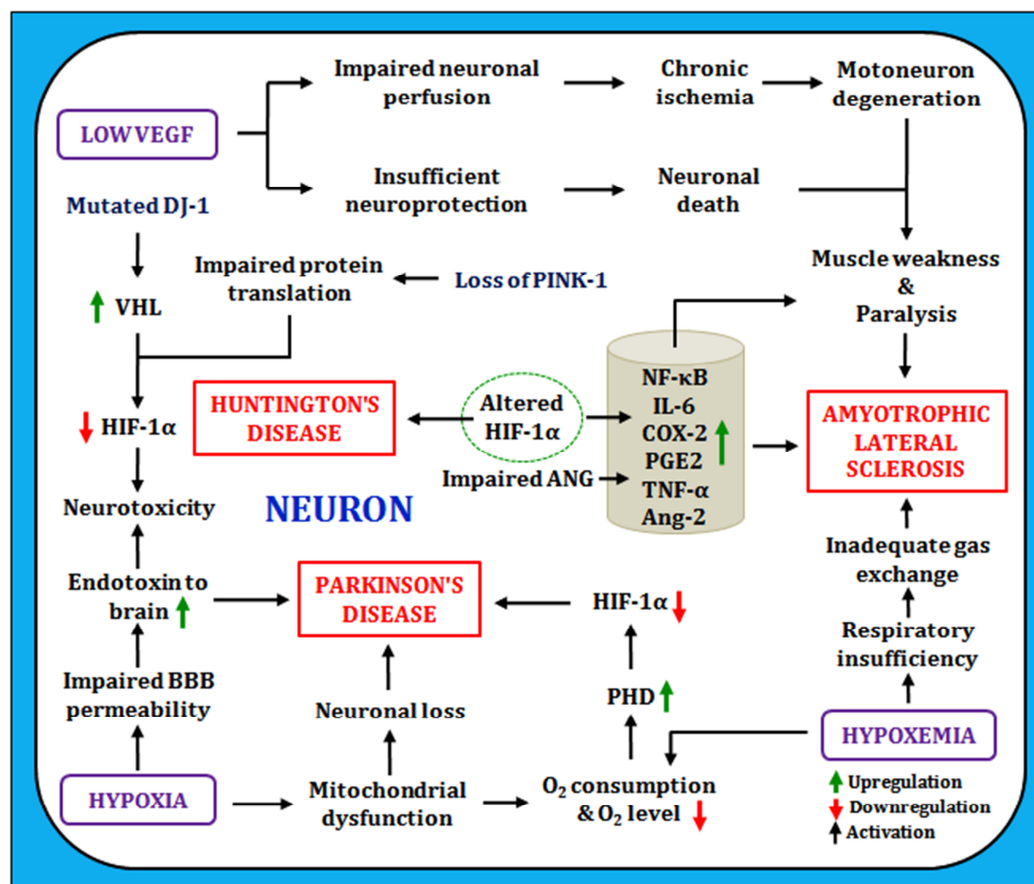 Impaired neuronal
perfusion
Chronic
ischemia
Motoneuron
degeneration
LOW VEGF
Insufficient
neuroprotection
Neuronal
death
Mutated DJ-1
Impaired protein
translation
Loss of PINK-1
Muscle weakness
&
Paralysis
VHL
HIF-1α
HUNTINGTON'S
DISEASE
Altered
HIF-1α
Impaired ANG
NF-κB
IL-6
COX-2
PGE2
TNF-α
Ang-2
AMYOTROPHIC
LATERAL
SCLEROSIS
Neurotoxicity
NEURON
Endotoxin to
brain
PARKINSON'S
DISEASE
HIF-1α
Inadequate gas
exchange
Impaired BBB
permeability
Neuronal loss
PHD
Respiratory
insufficiency
HYPOXEMIA
HYPOXIA
Mitochondrial
dysfunction
O₂ consumption
& O₂ level
Upregulation
Downregulation
Activation